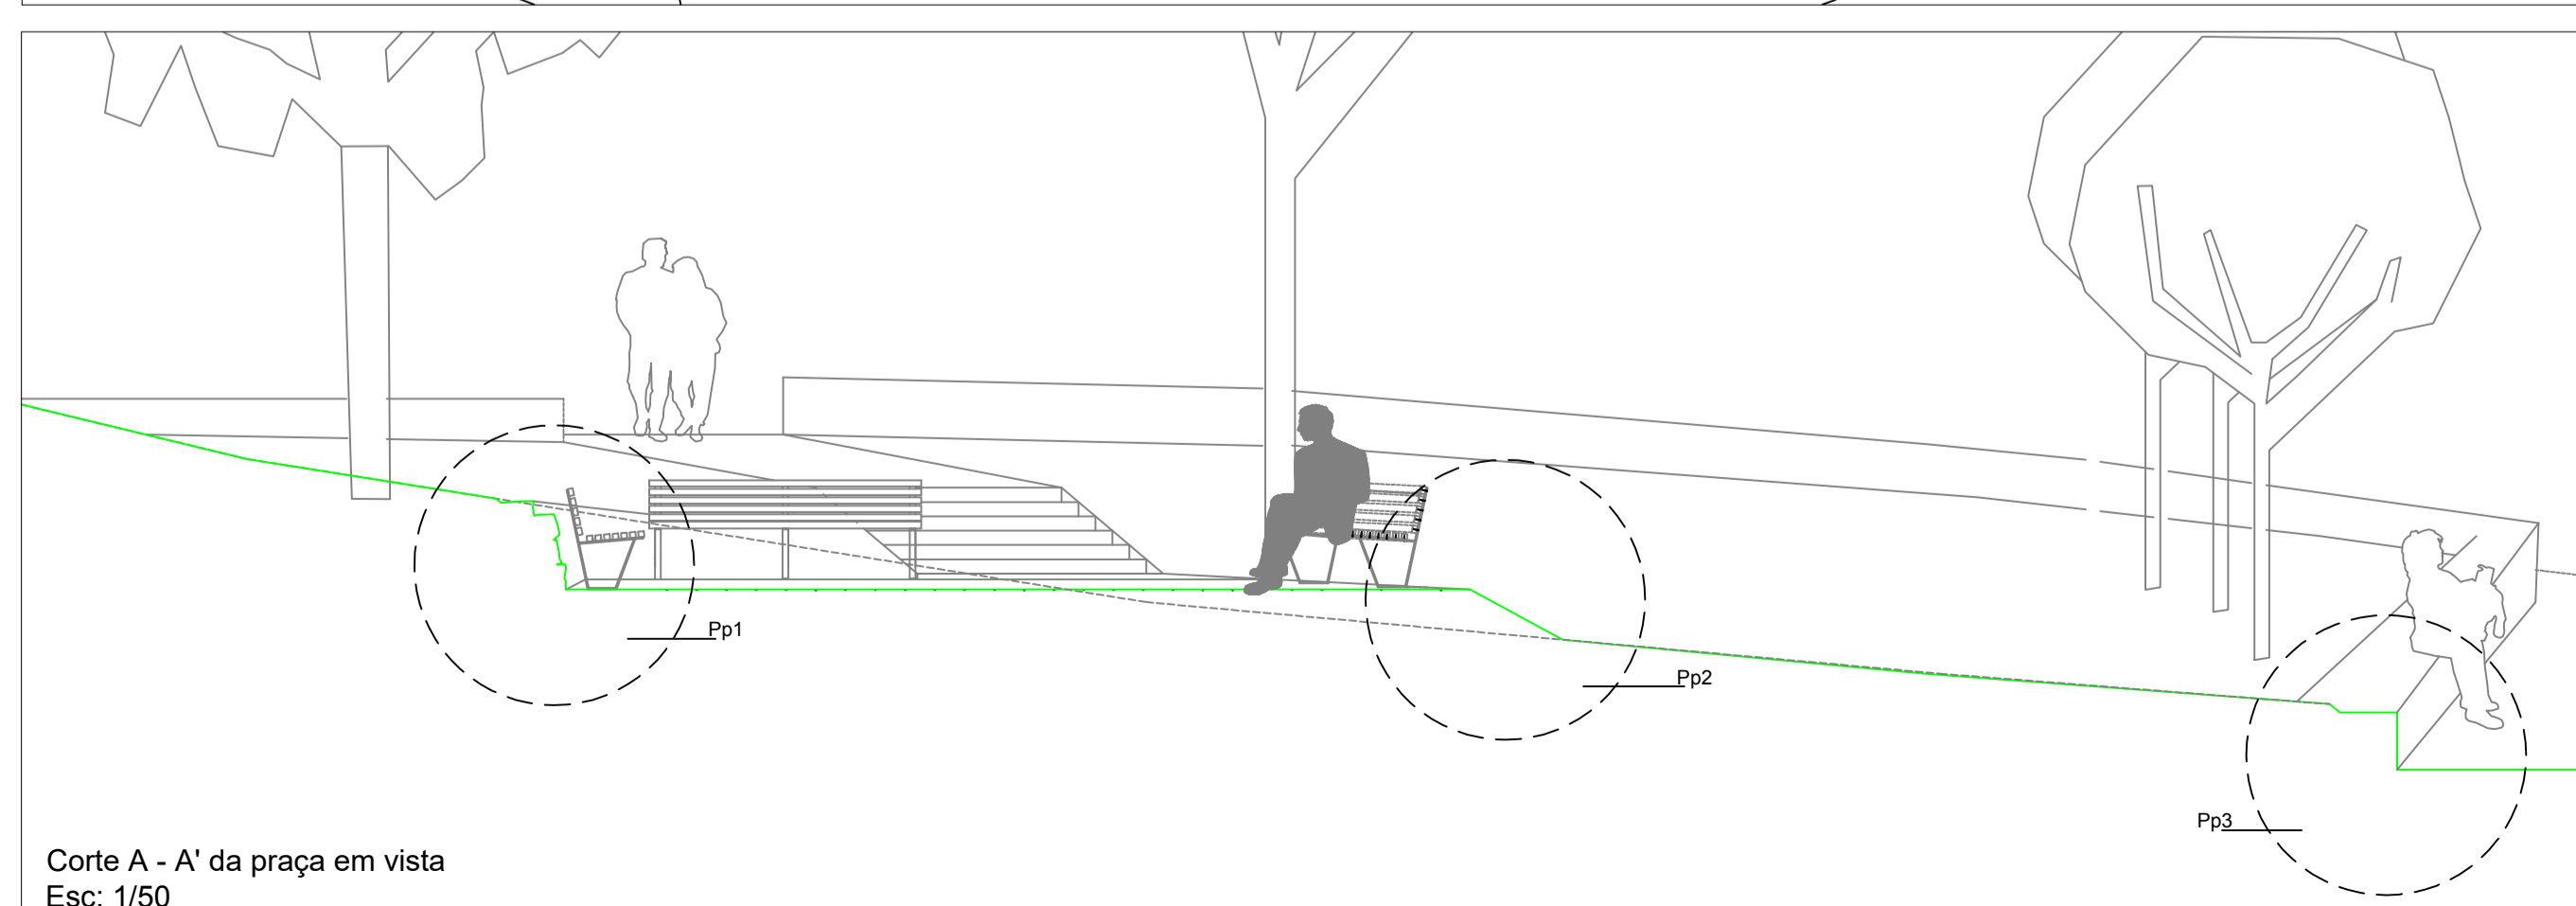 Pp1
Pp2
Pp3
Corte A - A' da praça em vista
Esc: 1/50